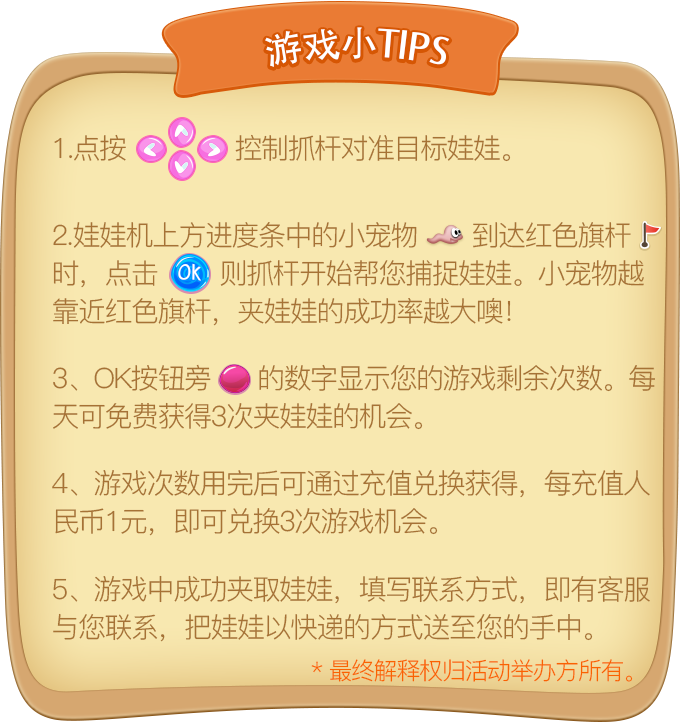 游戏小TIPS
1.点按 控制抓杆对准目标娃娃。
2.娃娃机上方进度条中的小宠物 到达红色旗杆
时，点击 Ok 则抓杆开始帮您捕捉娃娃。小宠物越
靠近红色旗杆，夹娃娃的成功率越大噢！
3、OK按钮旁 的数字显示您的游戏剩余次数。每
天可免费获得3次夹娃娃的机会。
4、游戏次数用完后可通过充值兑换获得，每充值人
民币1元，即可兑换3次游戏机会。
5、游戏中成功夹取娃娃，填写联系方式，即有客服
与您联系，把娃娃以快递的方式送至您的手中。
* 最终解释权归活动举办方所有。